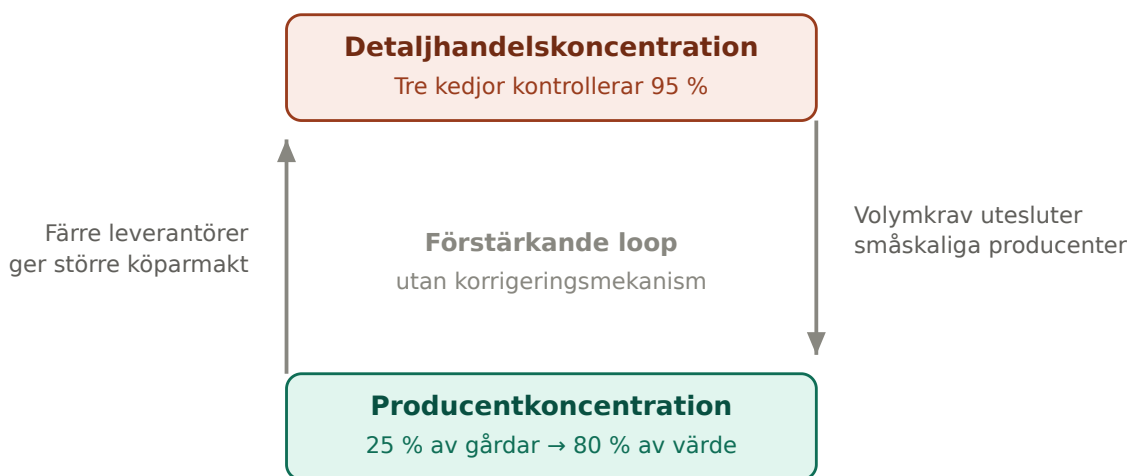 Detaljhandelskoncentration
Tre kedjor kontrollerar 95 %
Färre leverantörer
ger större köparmakt
Förstärkande loop
utan korrigeringsmekanism
Volymkrav utesluter
småskaliga producenter
Producentkoncentration
25 % av gårdar → 80 % av värde